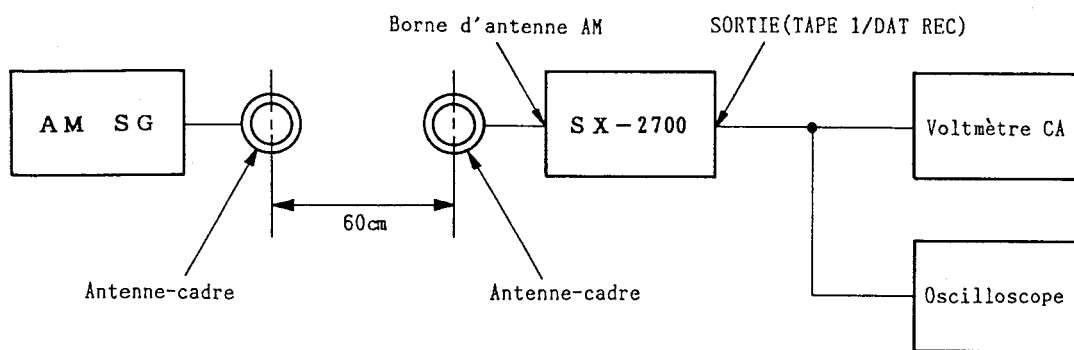 Borne d'antenne AM
SORTIE(TAPE 1/DAT REC)
AM SG
SX-2700
Voltmètre CA
60cm
Antenne-cadre
Antenne-cadre
Oscilloscope